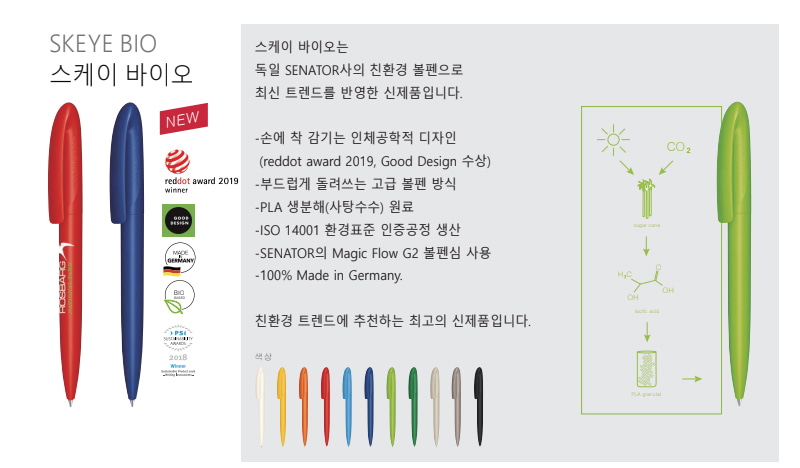 SKEYE BIO
스케이 바이오
NEW
reddot award 2019
winner
GOOD
DESIGN
MADE
IN
GERMANY
BIO
PSI
SUSTAINABILITY
AWARDS
2018
Winner
스케이 바이오는
독일 SENATOR사의 친환경 볼펜으로
최신 트렌드를 반영한 신제품입니다.
-손에 착 감기는 인체공학적 디자인
(reddot award 2019, Good Design 수상)
-부드럽게 돌려쓰는 고급 볼펜 방식
-PLA 생분해(사탕수수) 원료
-ISO 14001 환경표준 인증공정 생산
-SENATOR의 Magic Flow G2 볼펜심 사용
-100% Made in Germany.
친환경 트렌드에 추천하는 최고의 신제품입니다.
색상
CO2
sugar cane
H3C
O
OH
OH
lactic acid
PLA granulat